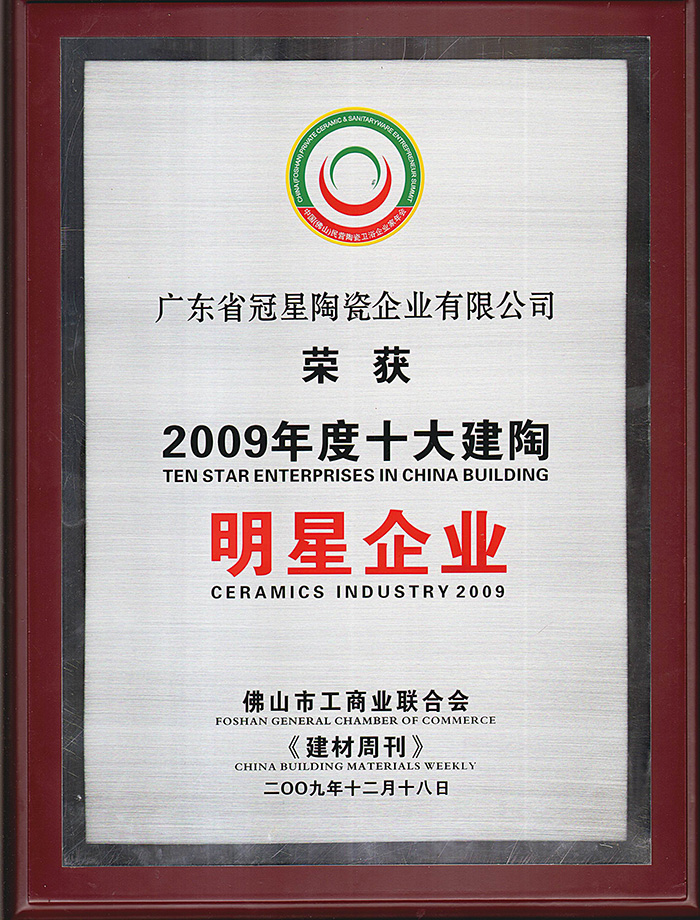 CHINA (FOSHAN) PRIVATE CERAMIC & SANITARYWARE ENTREPRENEUR SUMMIT
中国(佛山)民营陶瓷卫浴企业家年会
广东省冠星陶瓷企业有限公司
荣获
2009年度十大建陶
TEN STAR ENTERPRISES IN CHINA BUILDING
明星企业
CERAMICS INDUSTRY 2009
佛山市工商业联合会
FOSHAN GENERAL CHAMBER OF COMMERCE
《建材周刊》
CHINA BUILDING MATERIALS WEEKLY
二〇〇九年十二月十八日